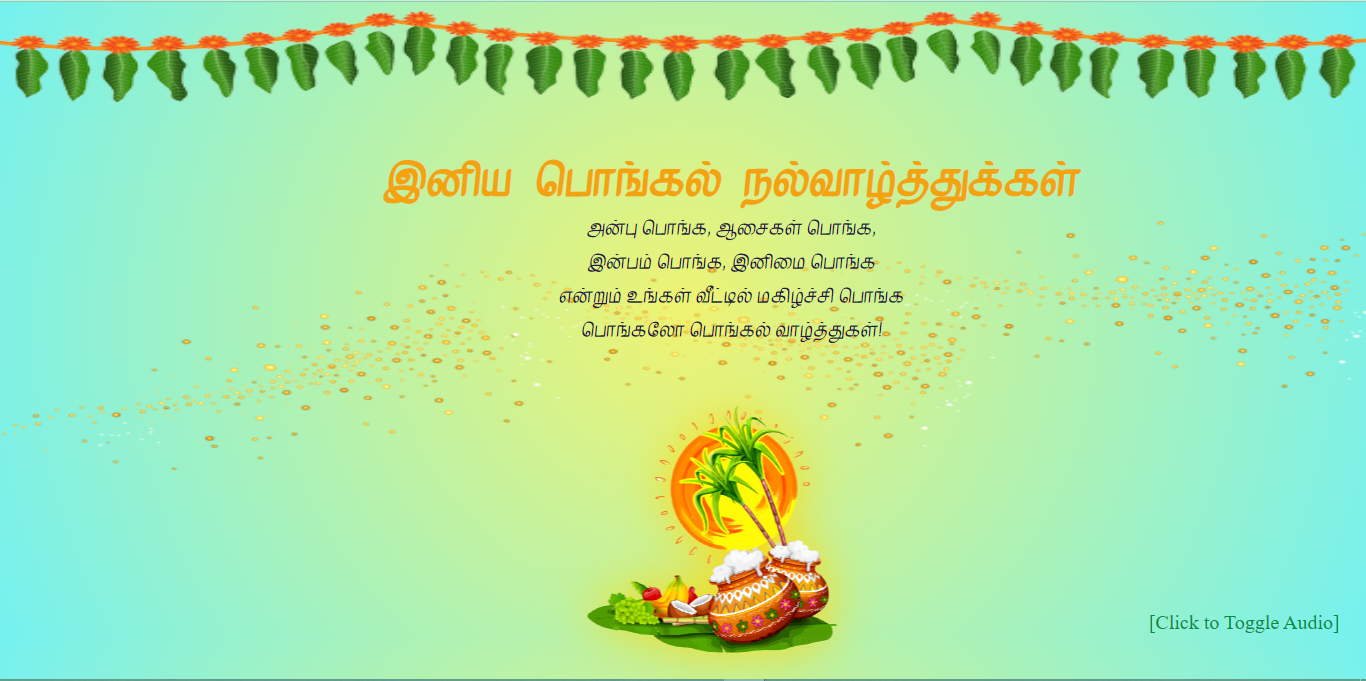 இனிய பொங்கல் நல்வாழ்த்துக்கள்
அன்பு பொங்க, ஆசைகள் பொங்க,
இன்பம் பொங்க, இனிமை பொங்க
என்றும் உங்கள் வீட்டில் மகிழ்ச்சி பொங்க
பொங்கலோ பொங்கல் வாழ்த்துகள்!
[Click to Toggle Audio]